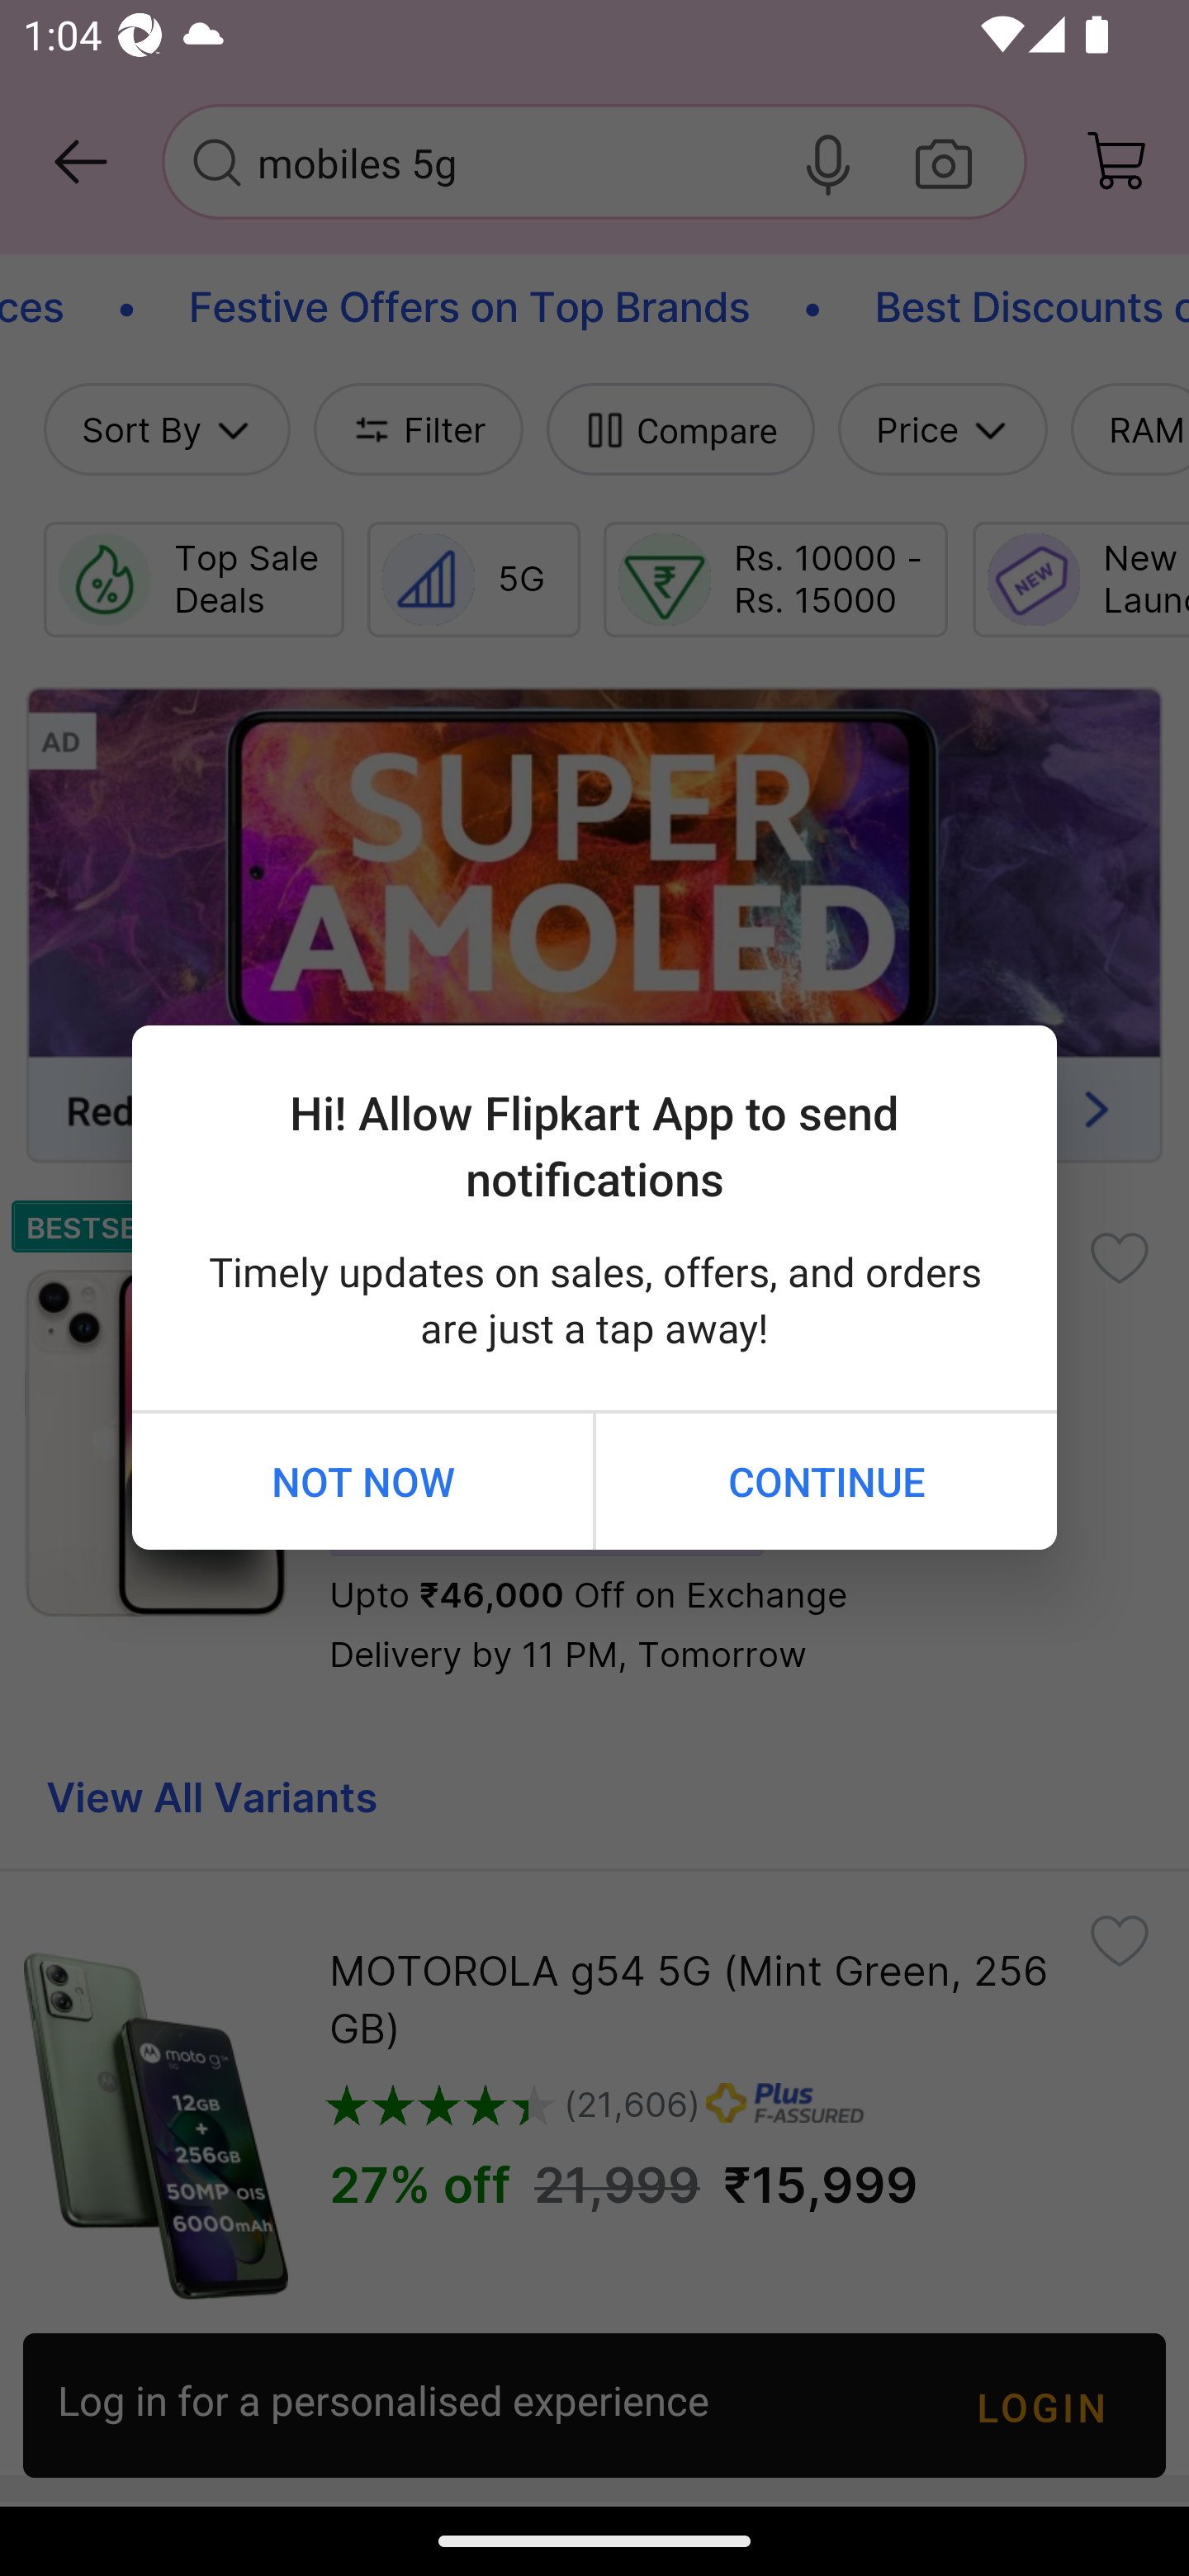 1:04
mobiles 5g
ces • Festive Offers on Top Brands • Best Discounts
Sort By
Filter
Compare
Price
RAM
Top Sale
Deals
5G
Rs. 10000 -
Rs. 15000
NEW
New
Laun
AD
SUPER
AMOLED
Red
Hi! Allow Flipkart App to send
notifications
Timely updates on sales, offers, and orders
are just a tap away!
NOT NOW
CONTINUE
BESTSE
Upto ₹46,000 Off on Exchange
Delivery by 11 PM, Tomorrow
View All Variants
MOTOROLA g54 5G (Mint Green, 256
GB)
(21,606)
Plus
F-ASSURED
27% off 21,999 ₹15,999
moto g54
12GB
+
256GB
50MP OIS
6000mAh
Log in for a personalised experience
LOGIN